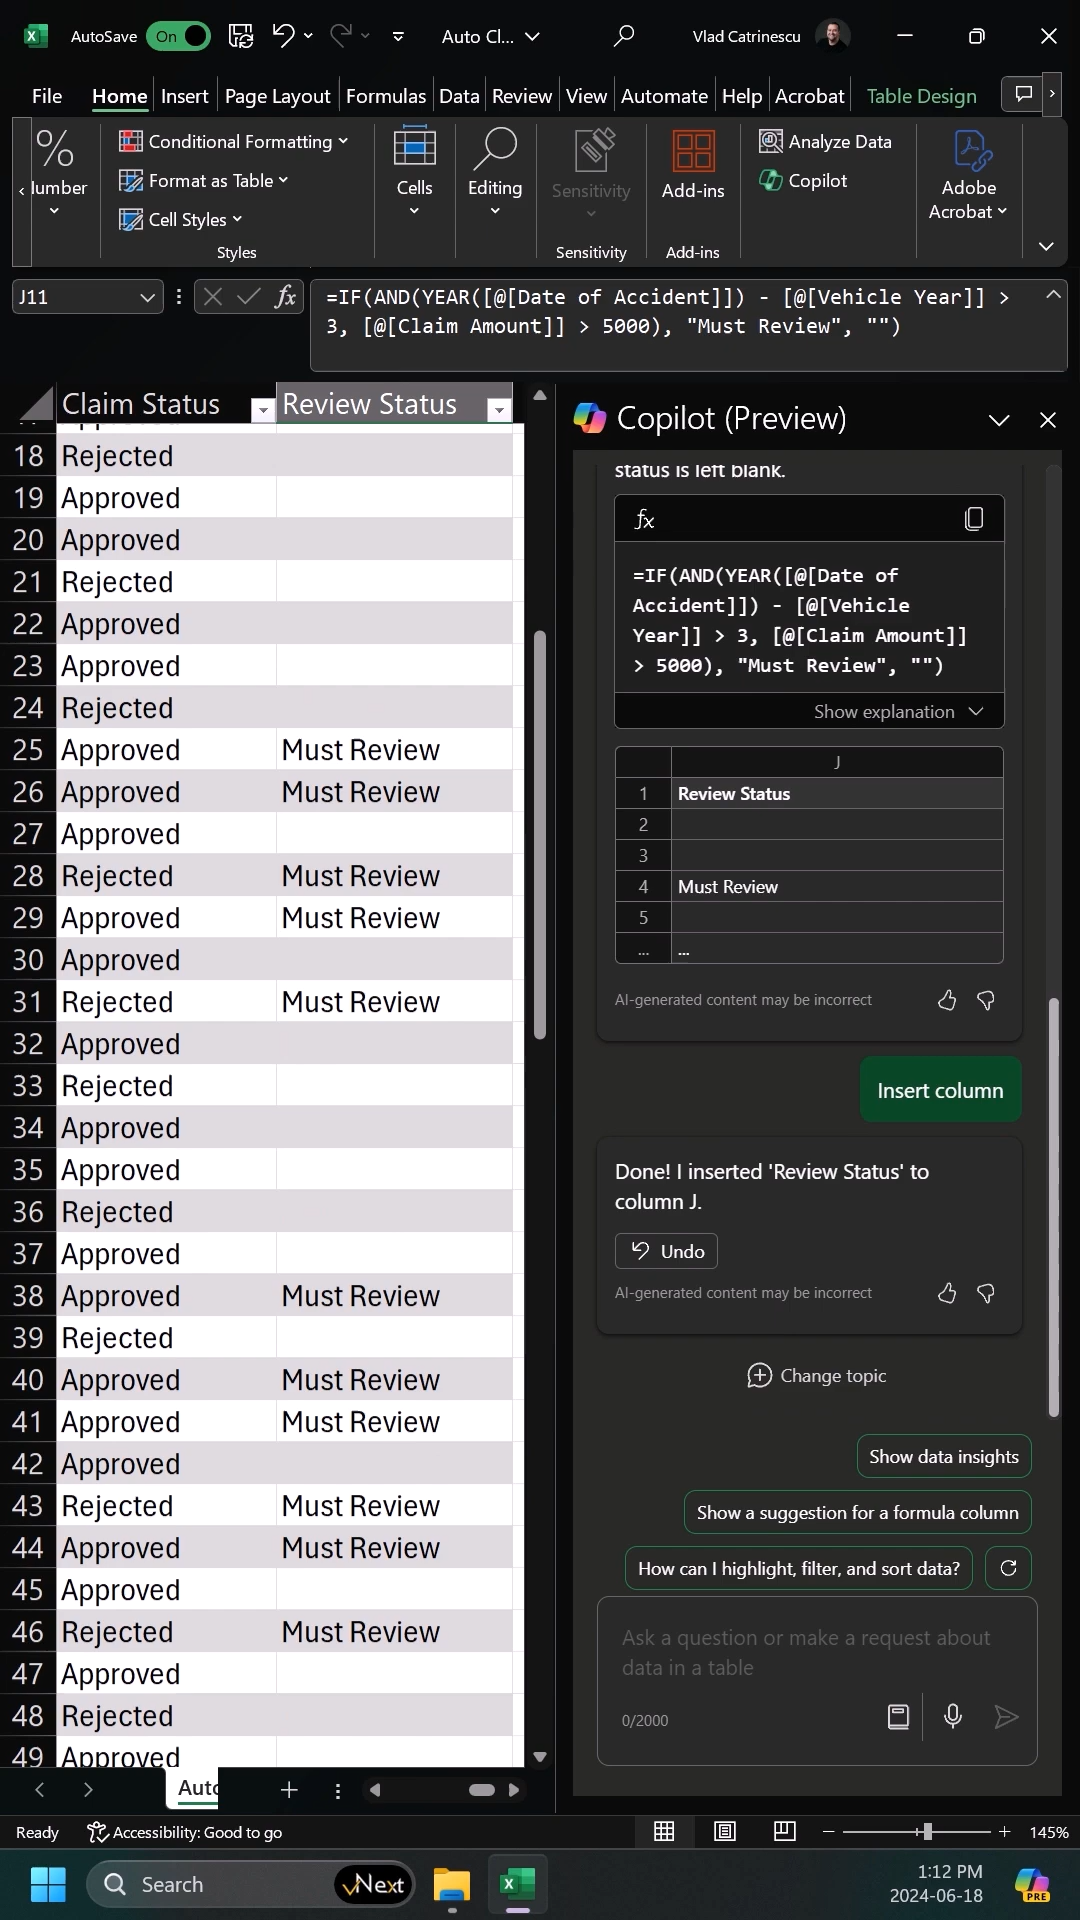 AutoSave On Auto Cl... Vlad Catrinescu
File Home Insert Page Layout Formulas Data Review View Automate Help Acrobat Table Design
Conditional Formatting
Format as Table
Cell Styles
Styles
Cells
Editing
Sensitivity
Sensitivity
Add-ins
Add-ins
Analyze Data
Copilot
Adobe
Acrobat
J11
fx
=IF(AND(YEAR([@[Date of Accident]]) - [@[Vehicle Year]] >
3, [@[Claim Amount]] > 5000), "Must Review", "")
Claim Status Review Status
18 Rejected
19 Approved
20 Approved
21 Rejected
22 Approved
23 Approved
24 Rejected
25 Approved Must Review
26 Approved Must Review
27 Approved
28 Rejected Must Review
29 Approved Must Review
30 Approved
31 Rejected Must Review
32 Approved
33 Rejected
34 Approved
35 Approved
36 Rejected
37 Approved
38 Approved Must Review
39 Rejected
40 Approved Must Review
41 Approved Must Review
42 Approved
43 Rejected Must Review
44 Approved Must Review
45 Approved
46 Rejected Must Review
47 Approved
48 Rejected
49 Approved
Copilot (Preview)
status is left blank.
fx
=IF(AND(YEAR([@[Date of
Accident]]) - [@[Vehicle
Year]] > 3, [@[Claim Amount]]
> 5000), "Must Review", "")
Show explanation
J
1 Review Status
2
3
4 Must Review
5
... ...
AI-generated content may be incorrect
Insert column
Done! I inserted 'Review Status' to
column J.
Undo
AI-generated content may be incorrect
Change topic
Show data insights
Show a suggestion for a formula column
How can I highlight, filter, and sort data?
Ask a question or make a request about
data in a table
0/2000
Ready Accessibility: Good to go 145%
Search Next
1:12 PM
2024-06-18
PRE